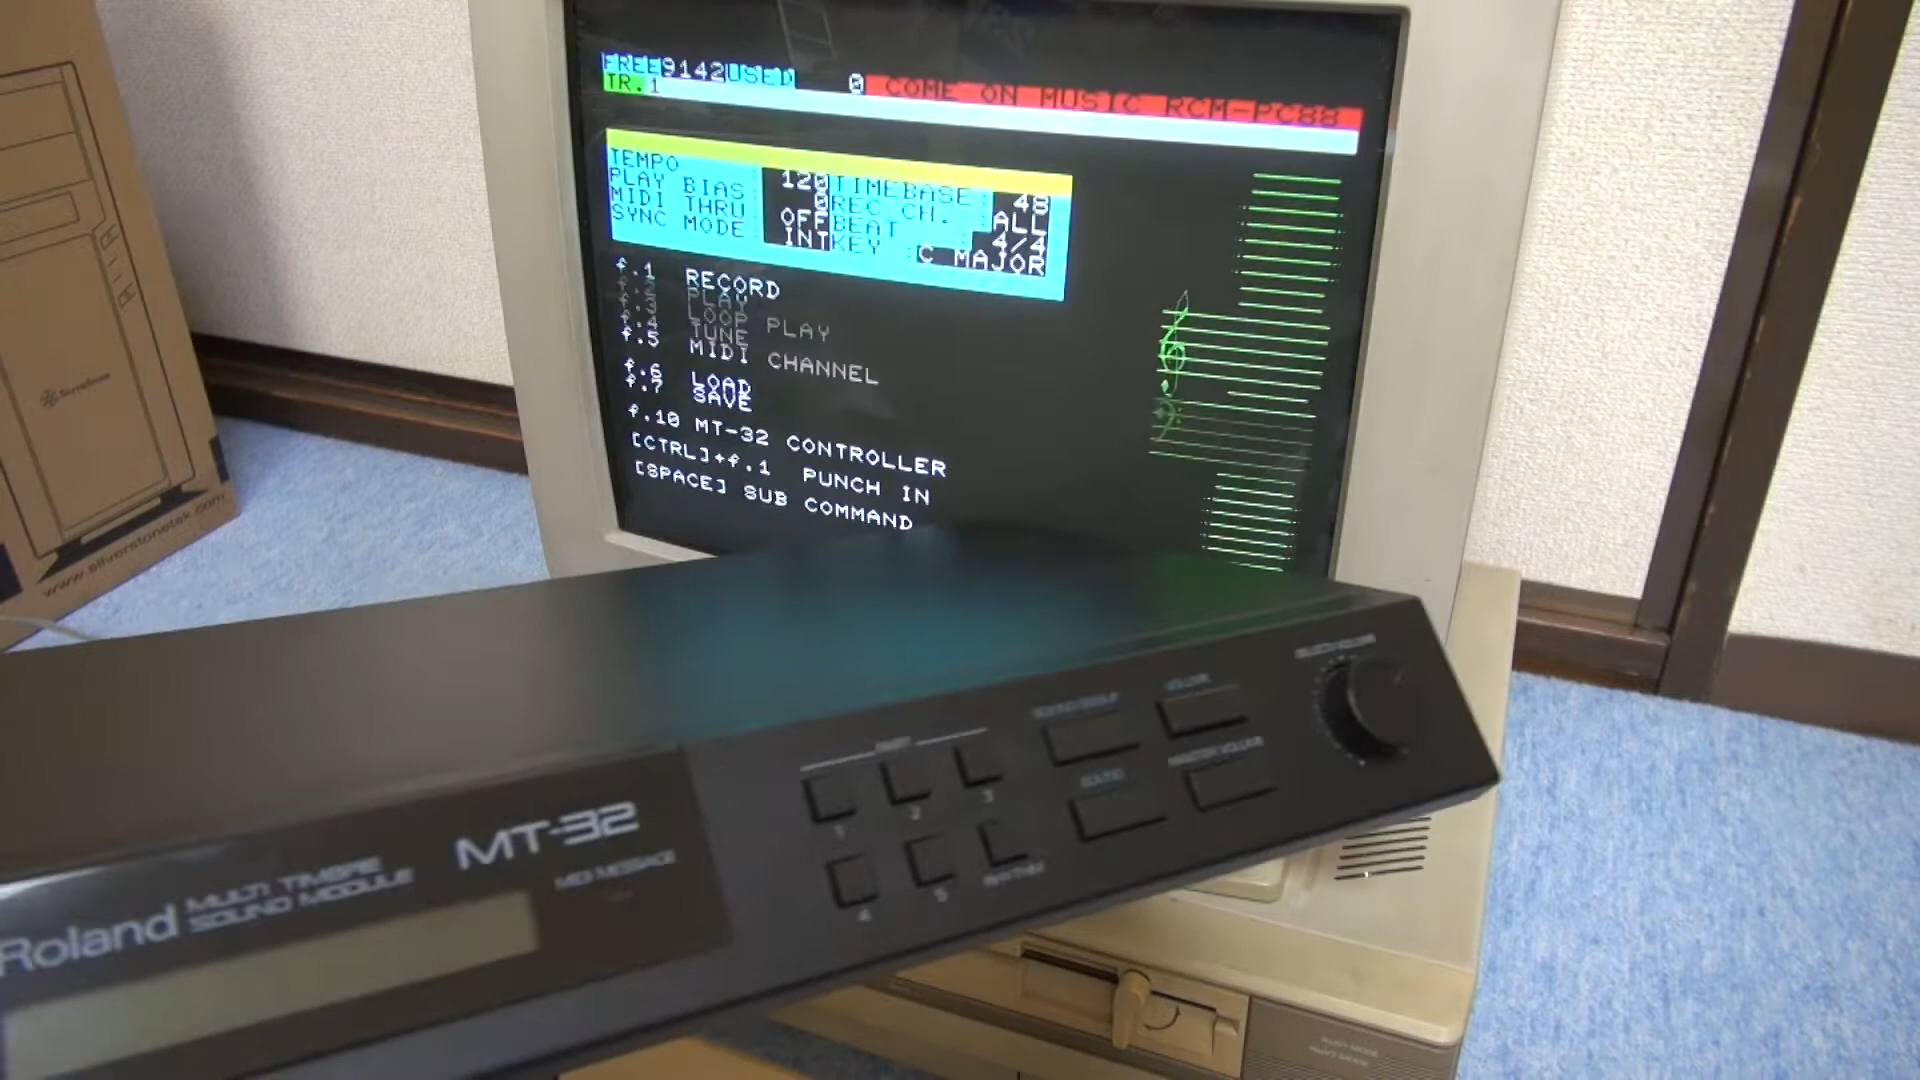 FREE9142USED 0 COME ON MUSIC RCM-PC88
TR.1
TEMPO : 120 TIMEBASE: 48
PLAY BIAS: 0 REC CH. :ALL
MIDI THRU: OFF BEAT : 4/4
SYNC MODE: INT KEY :C MAJOR
f.1 RECORD
f.2 PLAY
f.3 LOOP PLAY
f.4 TUNE
f.5 MIDI CHANNEL
f.6 LOAD
f.7 SAVE
f.10 MT-32 CONTROLLER
[CTRL]+f.1 PUNCH IN
[SPACE] SUB COMMAND
SilverStone
www.silverstonetek.com
Roland MULTI TIMBRE
SOUND MODULE
MT-32
MIDI MESSAGE
PART
1 2 3
4 5 RHYTHM
SOUND GROUP
VOLUME
SOUND
MASTER VOLUME
SELECT/VOLUME